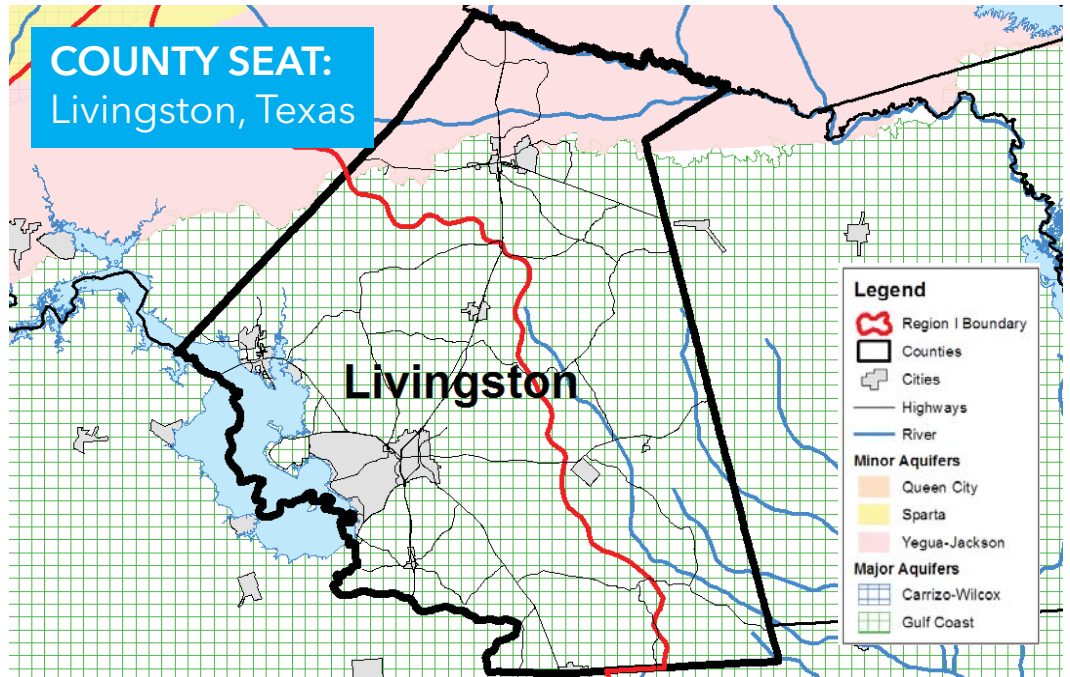 COUNTY SEAT:
Livingston, Texas
Livingston
Legend
Region I Boundary
Counties
Cities
Highways
River
Minor Aquifers
Queen City
Sparta
Yegua-Jackson
Major Aquifers
Carrizo-Wilcox
Gulf Coast